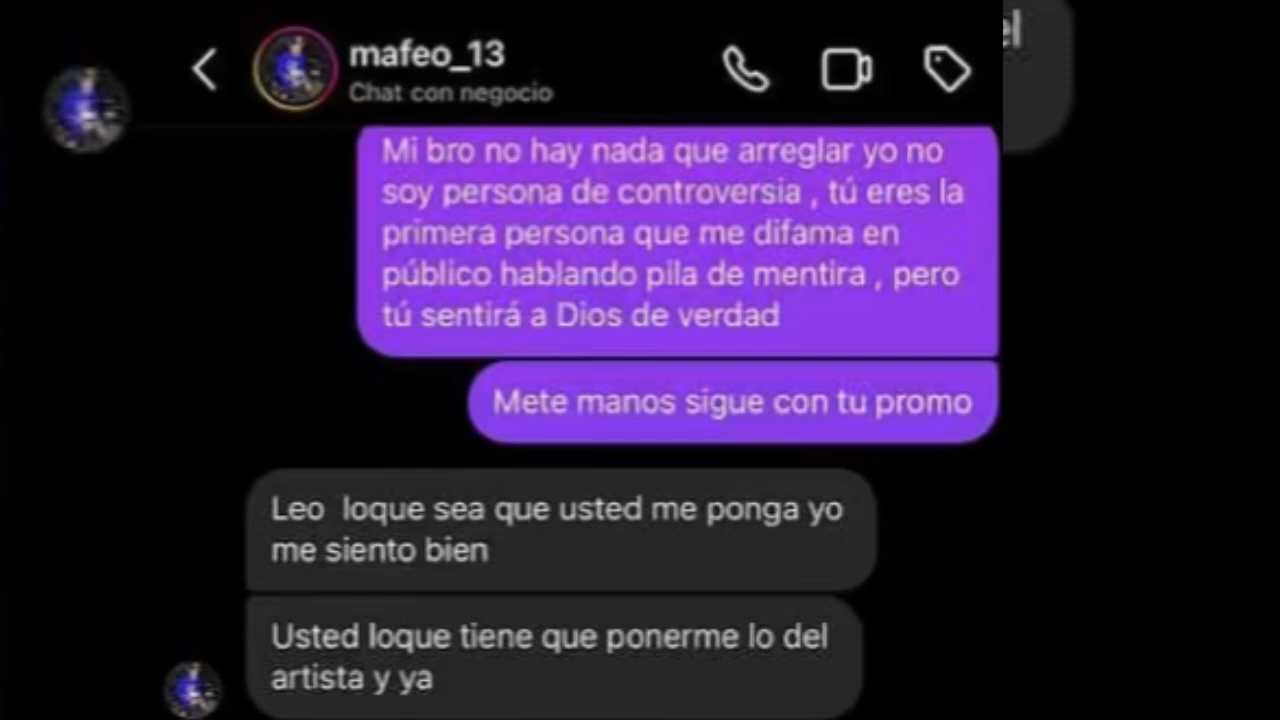 el
mafeo_13
Chat con negocio
Mi bro no hay nada que arreglar yo no
soy persona de controversia , tú eres la
primera persona que me difama en
público hablando pila de mentira , pero
tú sentirá a Dios de verdad
Mete manos sigue con tu promo
Leo  loque sea que usted me ponga yo
me siento bien
Usted loque tiene que ponerme lo del
artista y ya